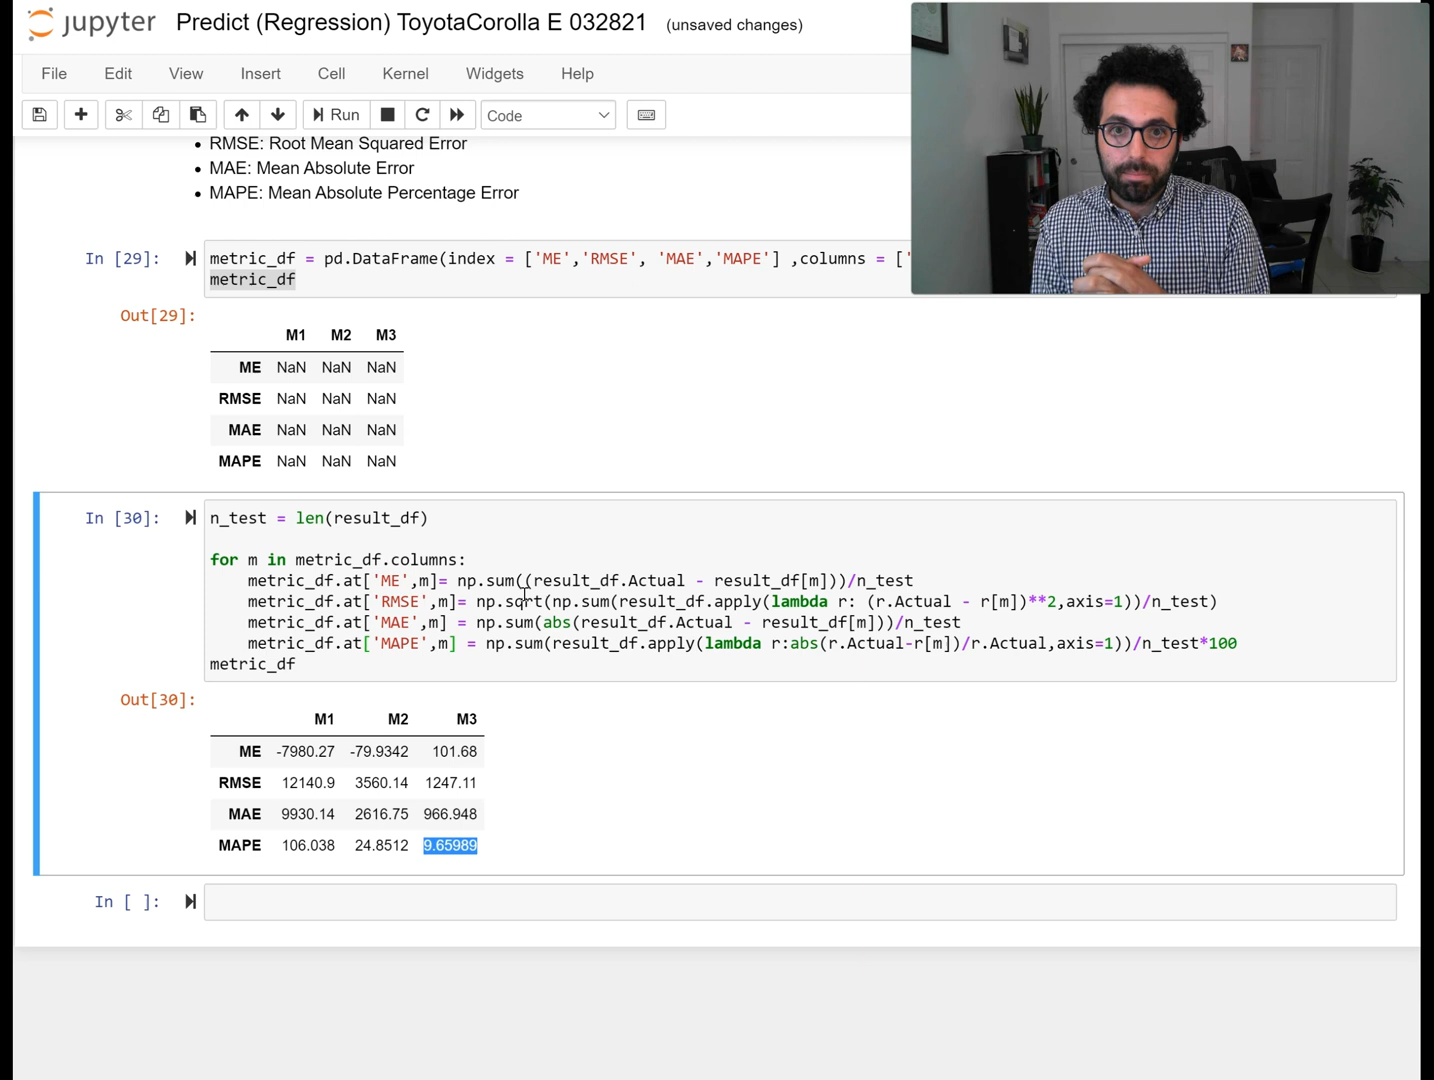 jupyter Predict (Regression) ToyotaCorolla E 032821 (unsaved changes)
File Edit View Insert Cell Kernel Widgets Help
Run Code
• RMSE: Root Mean Squared Error
• MAE: Mean Absolute Error
• MAPE: Mean Absolute Percentage Error
In [29]: metric_df = pd.DataFrame(index = ['ME','RMSE', 'MAE','MAPE'] ,columns = ['
metric_df
Out[29]:
M1 M2 M3
ME NaN NaN NaN
RMSE NaN NaN NaN
MAE NaN NaN NaN
MAPE NaN NaN NaN
In [30]: n_test = len(result_df)
for m in metric_df.columns:
metric_df.at['ME',m]= np.sum((result_df.Actual - result_df[m]))/n_test
metric_df.at['RMSE',m]= np.sqrt(np.sum(result_df.apply(lambda r: (r.Actual - r[m])**2,axis=1))/n_test)
metric_df.at['MAE',m] = np.sum(abs(result_df.Actual - result_df[m]))/n_test
metric_df.at['MAPE',m] = np.sum(result_df.apply(lambda r:abs(r.Actual-r[m])/r.Actual,axis=1))/n_test*100
metric_df
Out[30]:
M1 M2 M3
ME -7980.27 -79.9342 101.68
RMSE 12140.9 3560.14 1247.11
MAE 9930.14 2616.75 966.948
MAPE 106.038 24.8512 9.65989
In [ ]: